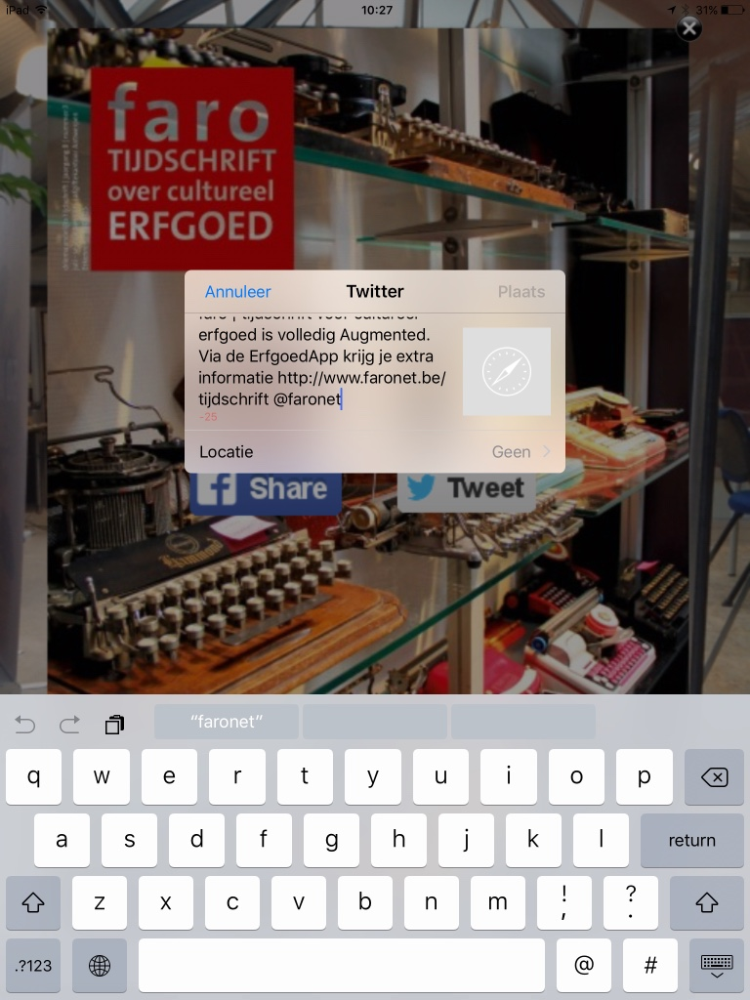 iPad
10:27
31%
faro
TIJDSCHRIFT
over cultureel
ERFGOED
Annuleer
Twitter
Plaats
faro | tijdschrift voor cultureel
erfgoed is volledig Augmented.
Via de ErfgoedApp krijg je extra
informatie http://www.faronet.be/
tijdschrift @faronet
-25
Locatie
Geen
Share
Tweet
“faronet”
q w e r t y u i o p
a s d f g h j k l return
z x c v b n m ! , ? .
.?123 @ #